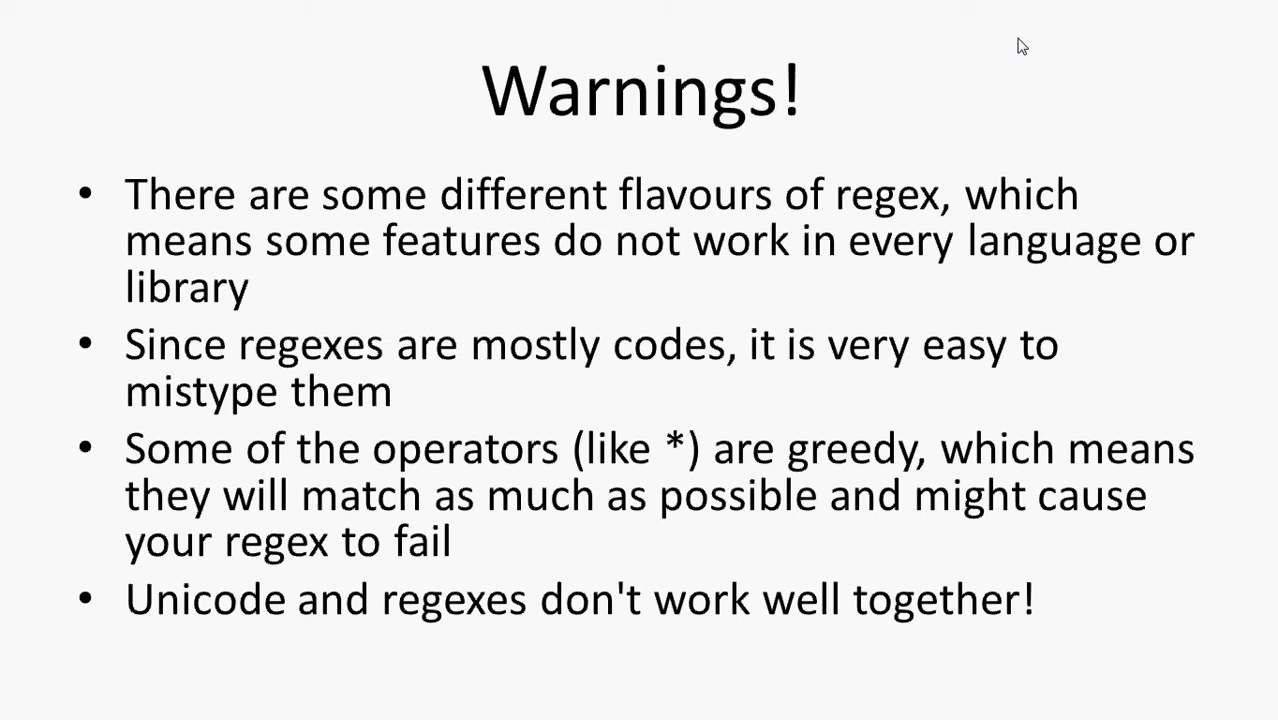 Warnings!
• There are some different flavours of regex, which
means some features do not work in every language or
library
• Since regexes are mostly codes, it is very easy to
mistype them
• Some of the operators (like *) are greedy, which means
they will match as much as possible and might cause
your regex to fail
• Unicode and regexes don't work well together!